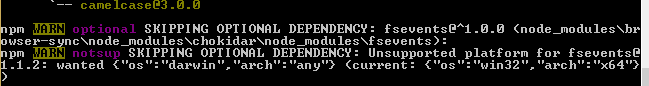 `-- camelcase@3.0.0
npm WARN optional SKIPPING OPTIONAL DEPENDENCY: fsevents@^1.0.0 (node_modules\br
owser-sync\node_modules\chokidar\node_modules\fsevents):
npm WARN notsup SKIPPING OPTIONAL DEPENDENCY: Unsupported platform for fsevents@
1.1.2: wanted {"os":"darwin","arch":"any"} (current: {"os":"win32","arch":"x64"}
)